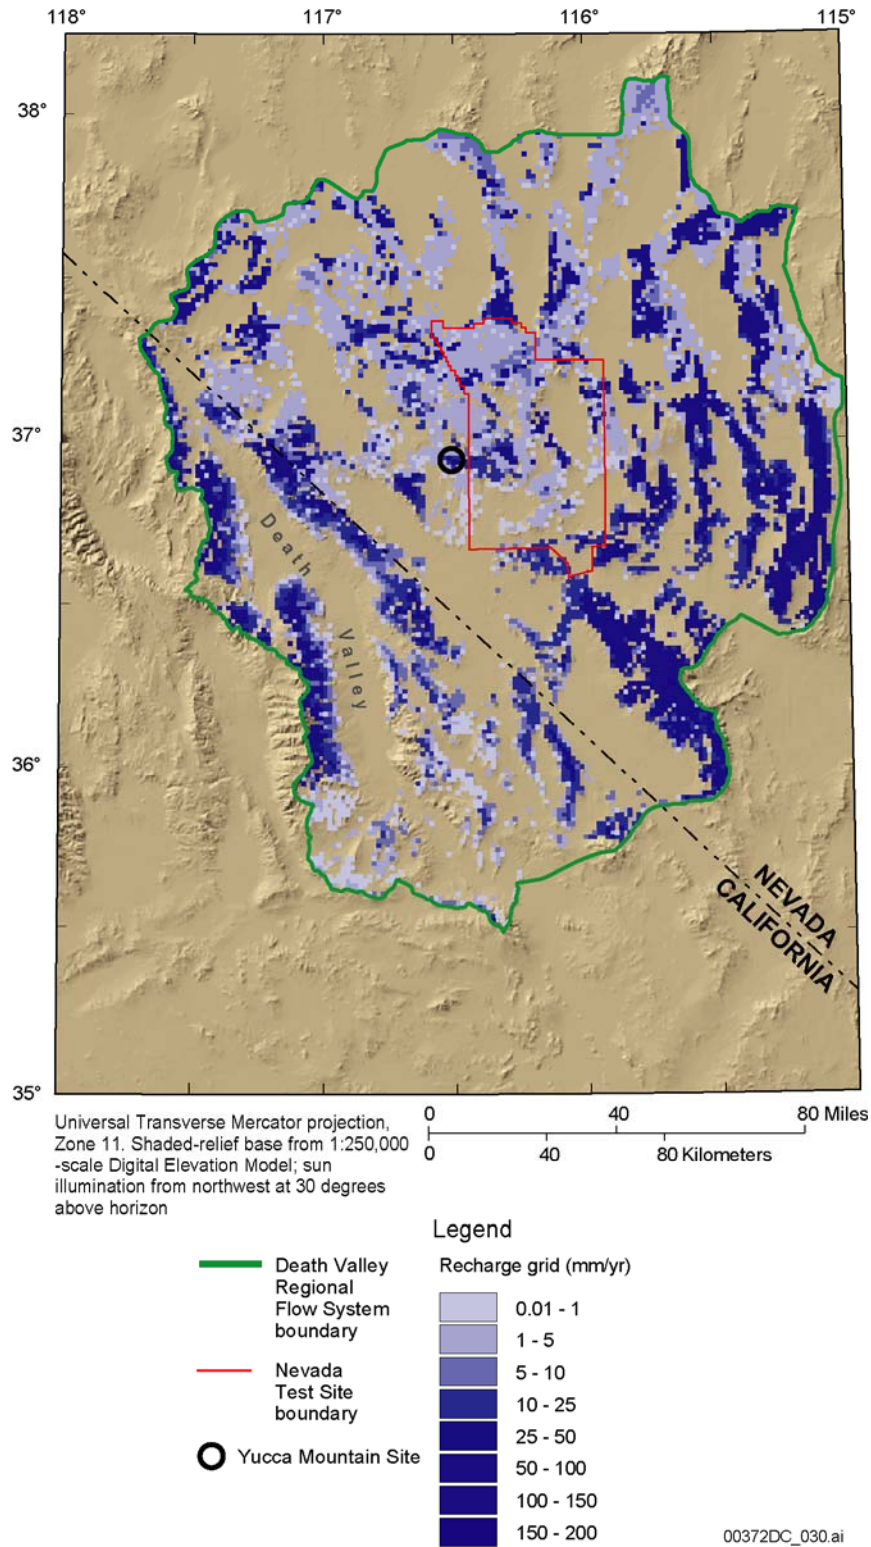 118°
117°
116°
115°
38°
37°
36°
35°
Death
Valley
NEVADA
CALIFORNIA
Universal Transverse Mercator projection,
Zone 11. Shaded-relief base from 1:250,000
-scale Digital Elevation Model; sun
illumination from northwest at 30 degrees
above horizon
0 40 80 Miles
0 40 80 Kilometers
Legend
Death Valley
Regional
Flow System
boundary
Nevada
Test Site
boundary
Yucca Mountain Site
Recharge grid (mm/yr)
0.01 - 1
1 - 5
5 - 10
10 - 25
25 - 50
50 - 100
100 - 150
150 - 200
00372DC_030.ai